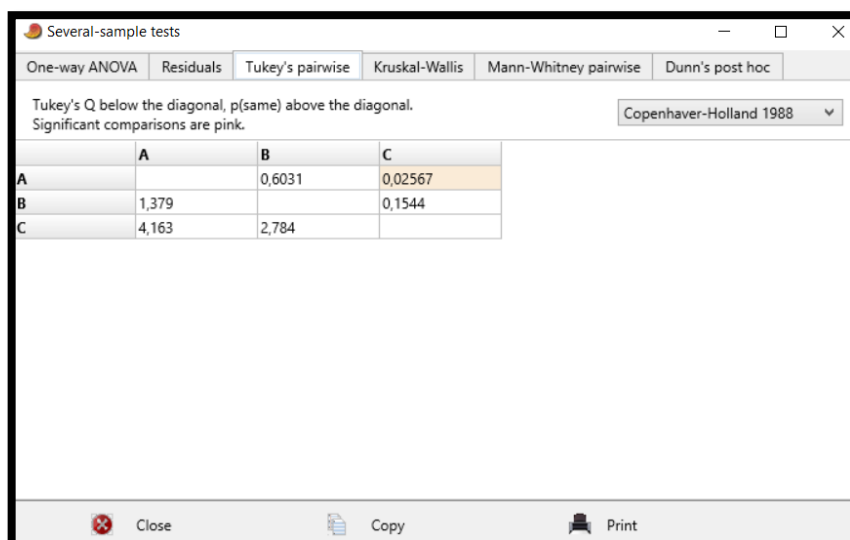 Several-sample tests
One-way ANOVA Residuals Tukey's pairwise Kruskal-Wallis Mann-Whitney pairwise Dunn's post hoc
Tukey's Q below the diagonal, p(same) above the diagonal.
Significant comparisons are pink.
Copenhaver-Holland 1988
A B C
A 0,6031 0,02567
B 1,379 0,1544
C 4,163 2,784
Close Copy Print